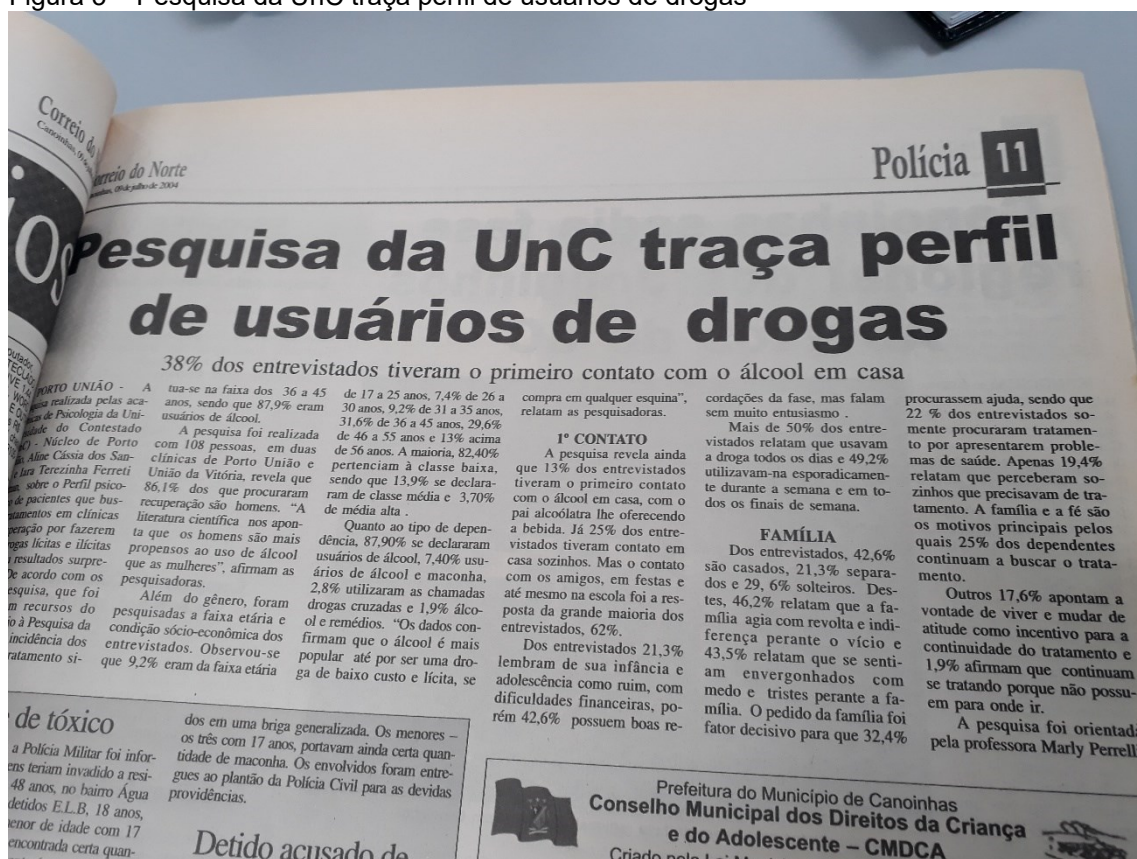 Figura 8 – Pesquisa da UnC traça perfil de usuários de drogas
Correio do
Canoinhas, 09 de
Correio do Norte
Canoinhas, 09 de julho de 2004
Polícia 11
Pesquisa da UnC traça perfil
de usuários de drogas
38% dos entrevistados tiveram o primeiro contato com o álcool em casa
PORTO UNIÃO - A
realizada pelas aca-
de Psicologia da Uni-
do Contestado
- Núcleo de Porto
Aline Cássia dos San-
Iara Terezinha Ferreti
sobre o Perfil psico-
de pacientes que bus-
em clínicas
por fazerem
lícitas e ilícitas
resultados surpre-
De acordo com os
que foi
recursos do
à Pesquisa da
incidência dos
si-
tua-se na faixa dos 36 a 45
anos, sendo que 87,9% eram
usuários de álcool.
A pesquisa foi realizada
com 108 pessoas, em duas
clínicas de Porto União e
União da Vitória, revela que
86,1% dos que procuraram
recuperação são homens. “A
literatura científica nos apon-
ta que os homens são mais
propensos ao uso de álcool
que as mulheres”, afirmam as
pesquisadoras.
Além do gênero, foram
pesquisadas a faixa etária e
condição sócio-econômica dos
entrevistados. Observou-se
que 9,2% eram da faixa etária
de 17 a 25 anos, 7,4% de 26 a
30 anos, 9,2% de 31 a 35 anos,
31,6% de 36 a 45 anos, 29,6%
de 46 a 55 anos e 13% acima
de 56 anos. A maioria, 82,40%
pertenciam à classe baixa,
sendo que 13,9% se declara-
ram de classe média e 3,70%
de média alta .
Quanto ao tipo de depen-
dência, 87,90% se declararam
usuários de álcool, 7,40% usu-
ários de álcool e maconha,
2,8% utilizaram as chamadas
drogas cruzadas e 1,9% álco-
ol e remédios. “Os dados con-
firmam que o álcool é mais
popular até por ser uma dro-
ga de baixo custo e lícita, se
compra em qualquer esquina”,
relatam as pesquisadoras.
1º CONTATO
A pesquisa revela ainda
que 13% dos entrevistados
tiveram o primeiro contato
com o álcool em casa, com o
pai alcoólatra lhe oferecendo
a bebida. Já 25% dos entre-
vistados tiveram contato em
casa sozinhos. Mas o contato
com os amigos, em festas e
até mesmo na escola foi a res-
posta da grande maioria dos
entrevistados, 62%.
Dos entrevistados 21,3%
lembram de sua infância e
adolescência como ruim, com
dificuldades financeiras, po-
rém 42,6% possuem boas re-
cordações da fase, mas falam
sem muito entusiasmo .
Mais de 50% dos entre-
vistados relatam que usavam
a droga todos os dias e 49,2%
utilizavam-na esporadicamen-
te durante a semana e em to-
dos os finais de semana.
FAMÍLIA
Dos entrevistados, 42,6%
são casados, 21,3% separa-
dos e 29, 6% solteiros. Des-
tes, 46,2% relatam que a fa-
mília agia com revolta e indi-
ferença perante o vício e
43,5% relatam que se senti-
am envergonhados com
medo e tristes perante a fa-
mília. O pedido da família foi
fator decisivo para que 32,4%
procurassem ajuda, sendo que
22 % dos entrevistados so-
mente procuraram tratamen-
to por apresentarem proble-
mas de saúde. Apenas 19,4%
relatam que perceberam so-
zinhos que precisavam de tra-
tamento. A família e a fé são
os motivos principais pelos
quais 25% dos dependentes
continuam a buscar o trata-
mento.
Outros 17,6% apontam a
vontade de viver e mudar de
atitude como incentivo para a
continuidade do tratamento e
1,9% afirmam que continuam
se tratando porque não possu-
em para onde ir.
A pesquisa foi orientada
pela professora Marly Perrell
de tóxico
a Polícia Militar foi infor-
teriam invadido a resi-
48 anos, no bairro Água
detidos E.L.B, 18 anos,
menor de idade com 17
encontrada certa quan-
dos em uma briga generalizada. Os menores –
os três com 17 anos, portavam ainda certa quan-
tidade de maconha. Os envolvidos foram entre-
gues ao plantão da Polícia Civil para as devidas
providências.
Detido acusado de
Prefeitura do Município de Canoinhas
Conselho Municipal dos Direitos da Criança
e do Adolescente – CMDCA
Criado pela Lei